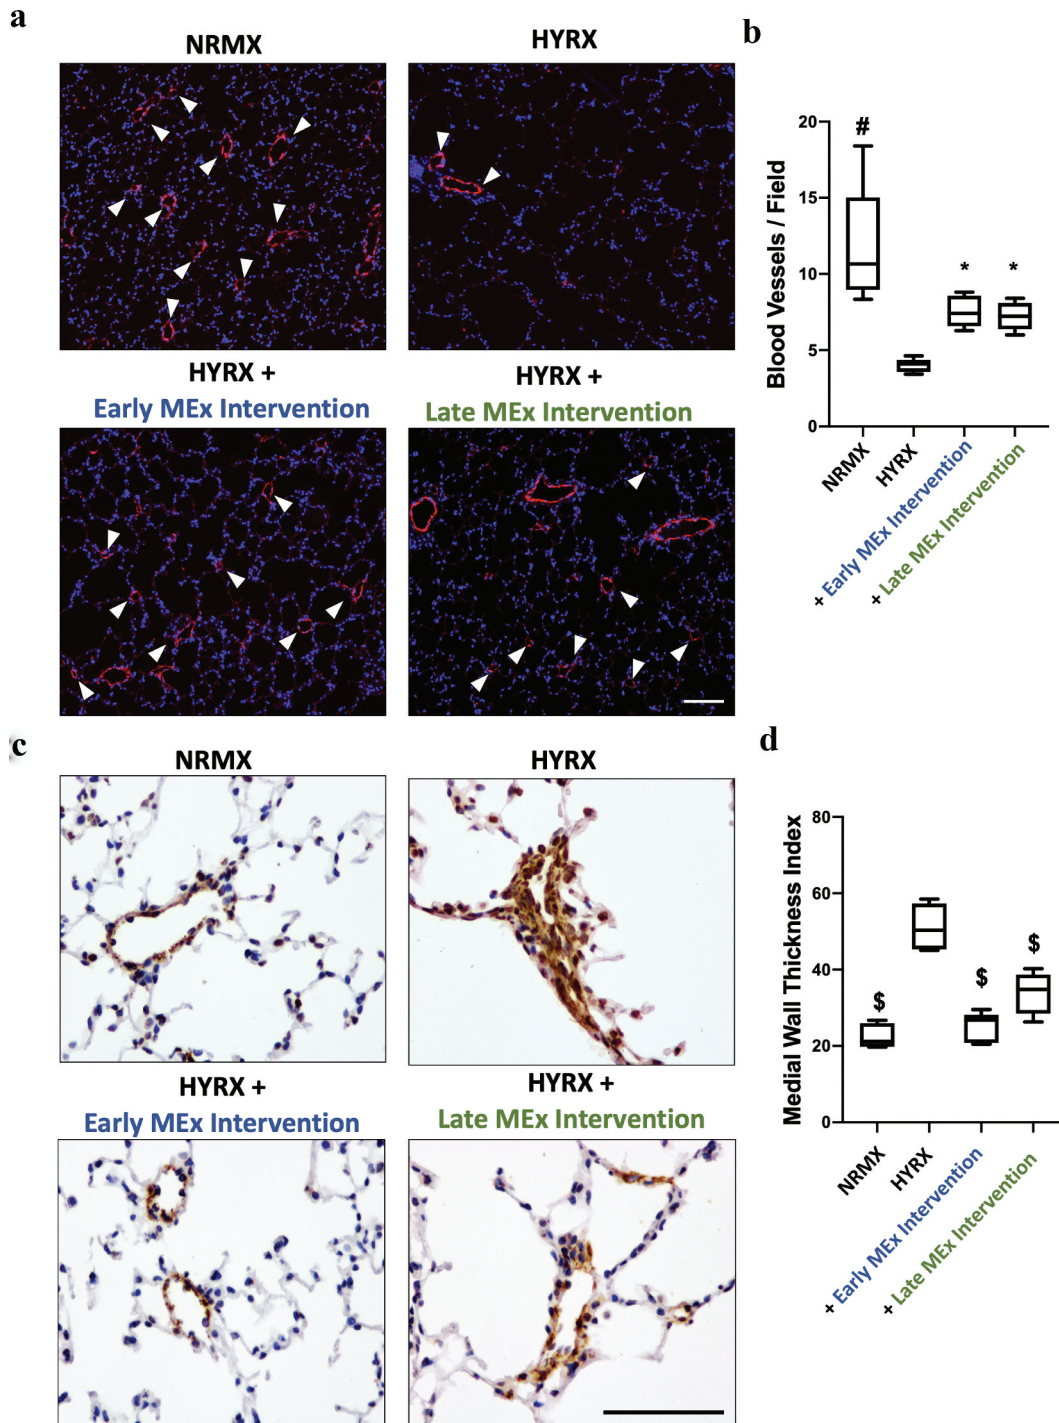 a
NRMX
HYRX
HYRX +
Early MEx Intervention
HYRX +
Late MEx Intervention
b
Blood Vessels / Field
20
15
10
5
0
#
*
*
NRMX
HYRX
+ Early MEx Intervention
+ Late MEx Intervention
c
NRMX
HYRX
HYRX +
Early MEx Intervention
HYRX +
Late MEx Intervention
d
Medial Wall Thickness Index
80
60
40
20
0
$
$
$
NRMX
HYRX
+ Early MEx Intervention
+ Late MEx Intervention